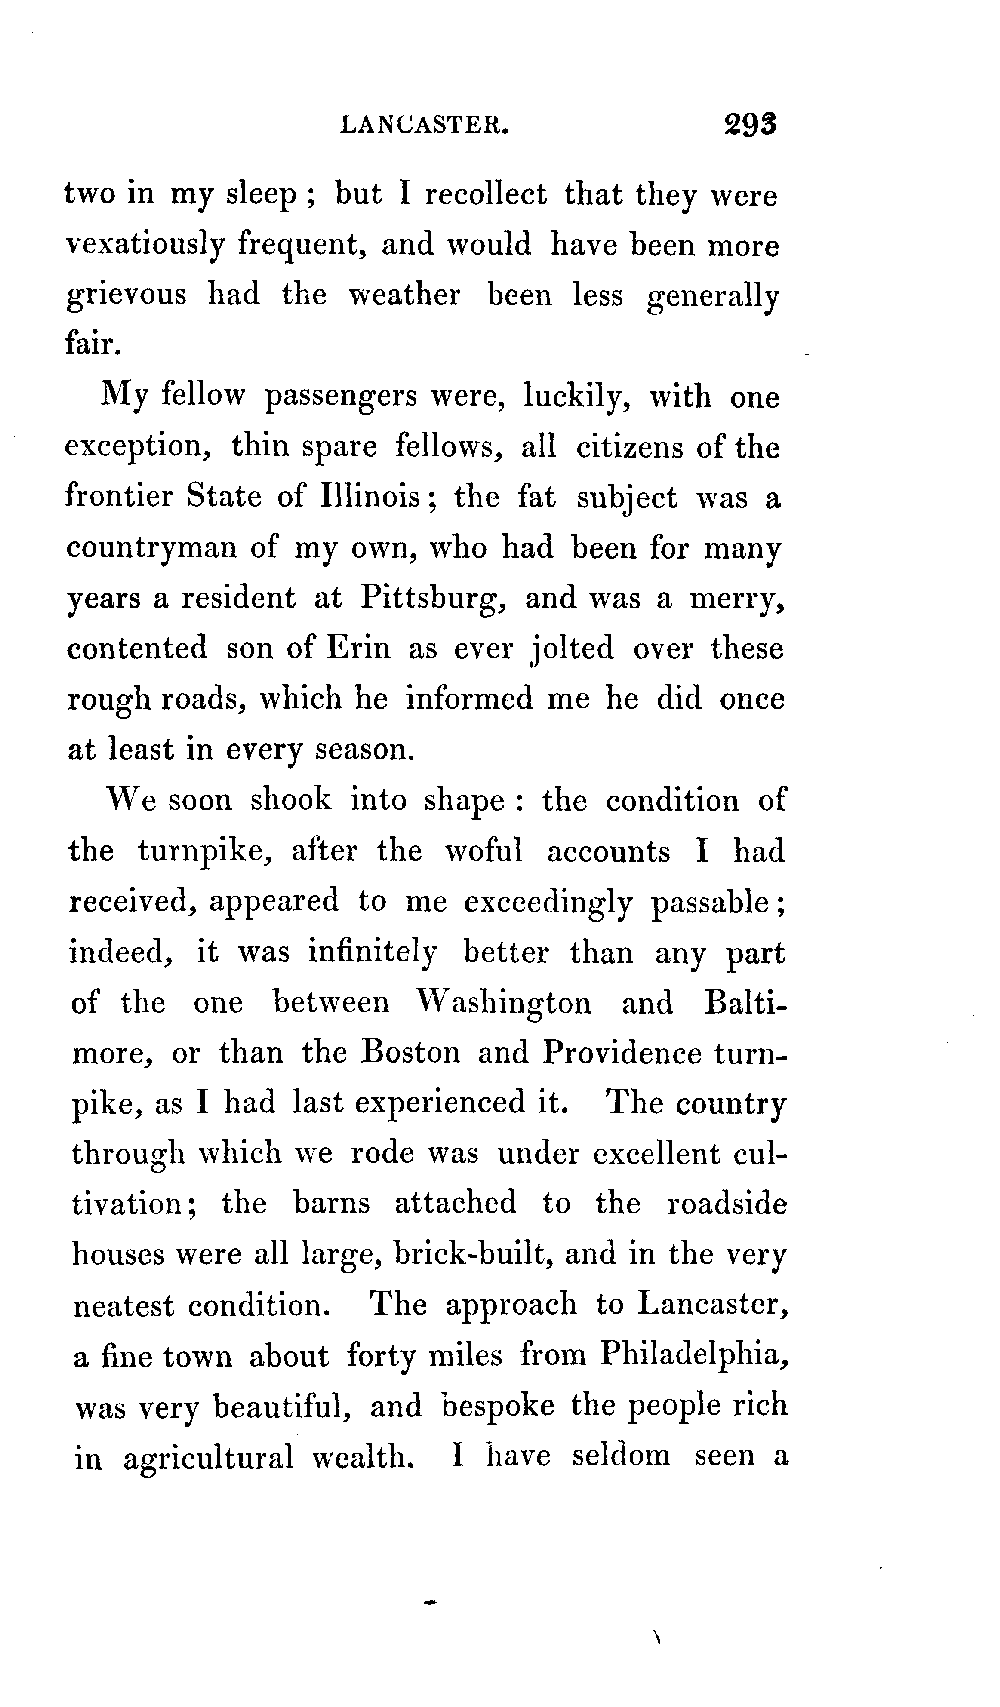 LANCASTER. 293
two in my sleep ; but I recollect that they were
vexatiously frequent, and would have been more
grievous had the weather been less generally
fair.
My fellow passengers were, luckily, with one
exception, thin spare fellows, all citizens of the
frontier State of Illinois ; the fat subject was a
countryman of my own, who had been for many
years a resident at Pittsburg, and was a merry,
contented son of Erin as ever jolted over these
rough roads, which he informed me he did once
at least in every season.
We soon shook into shape : the condition of
the turnpike, after the woful accounts I had
received, appeared to me exceedingly passable ;
indeed, it was infinitely better than any part
of the one between Washington and Balti-
more, or than the Boston and Providence turn-
pike, as I had last experienced it. The country
through which we rode was under excellent cul-
tivation ; the barns attached to the roadside
houses were all large, brick-built, and in the very
neatest condition. The approach to Lancaster,
a fine town about forty miles from Philadelphia,
was very beautiful, and bespoke the people rich
in agricultural wealth. I have seldom seen a